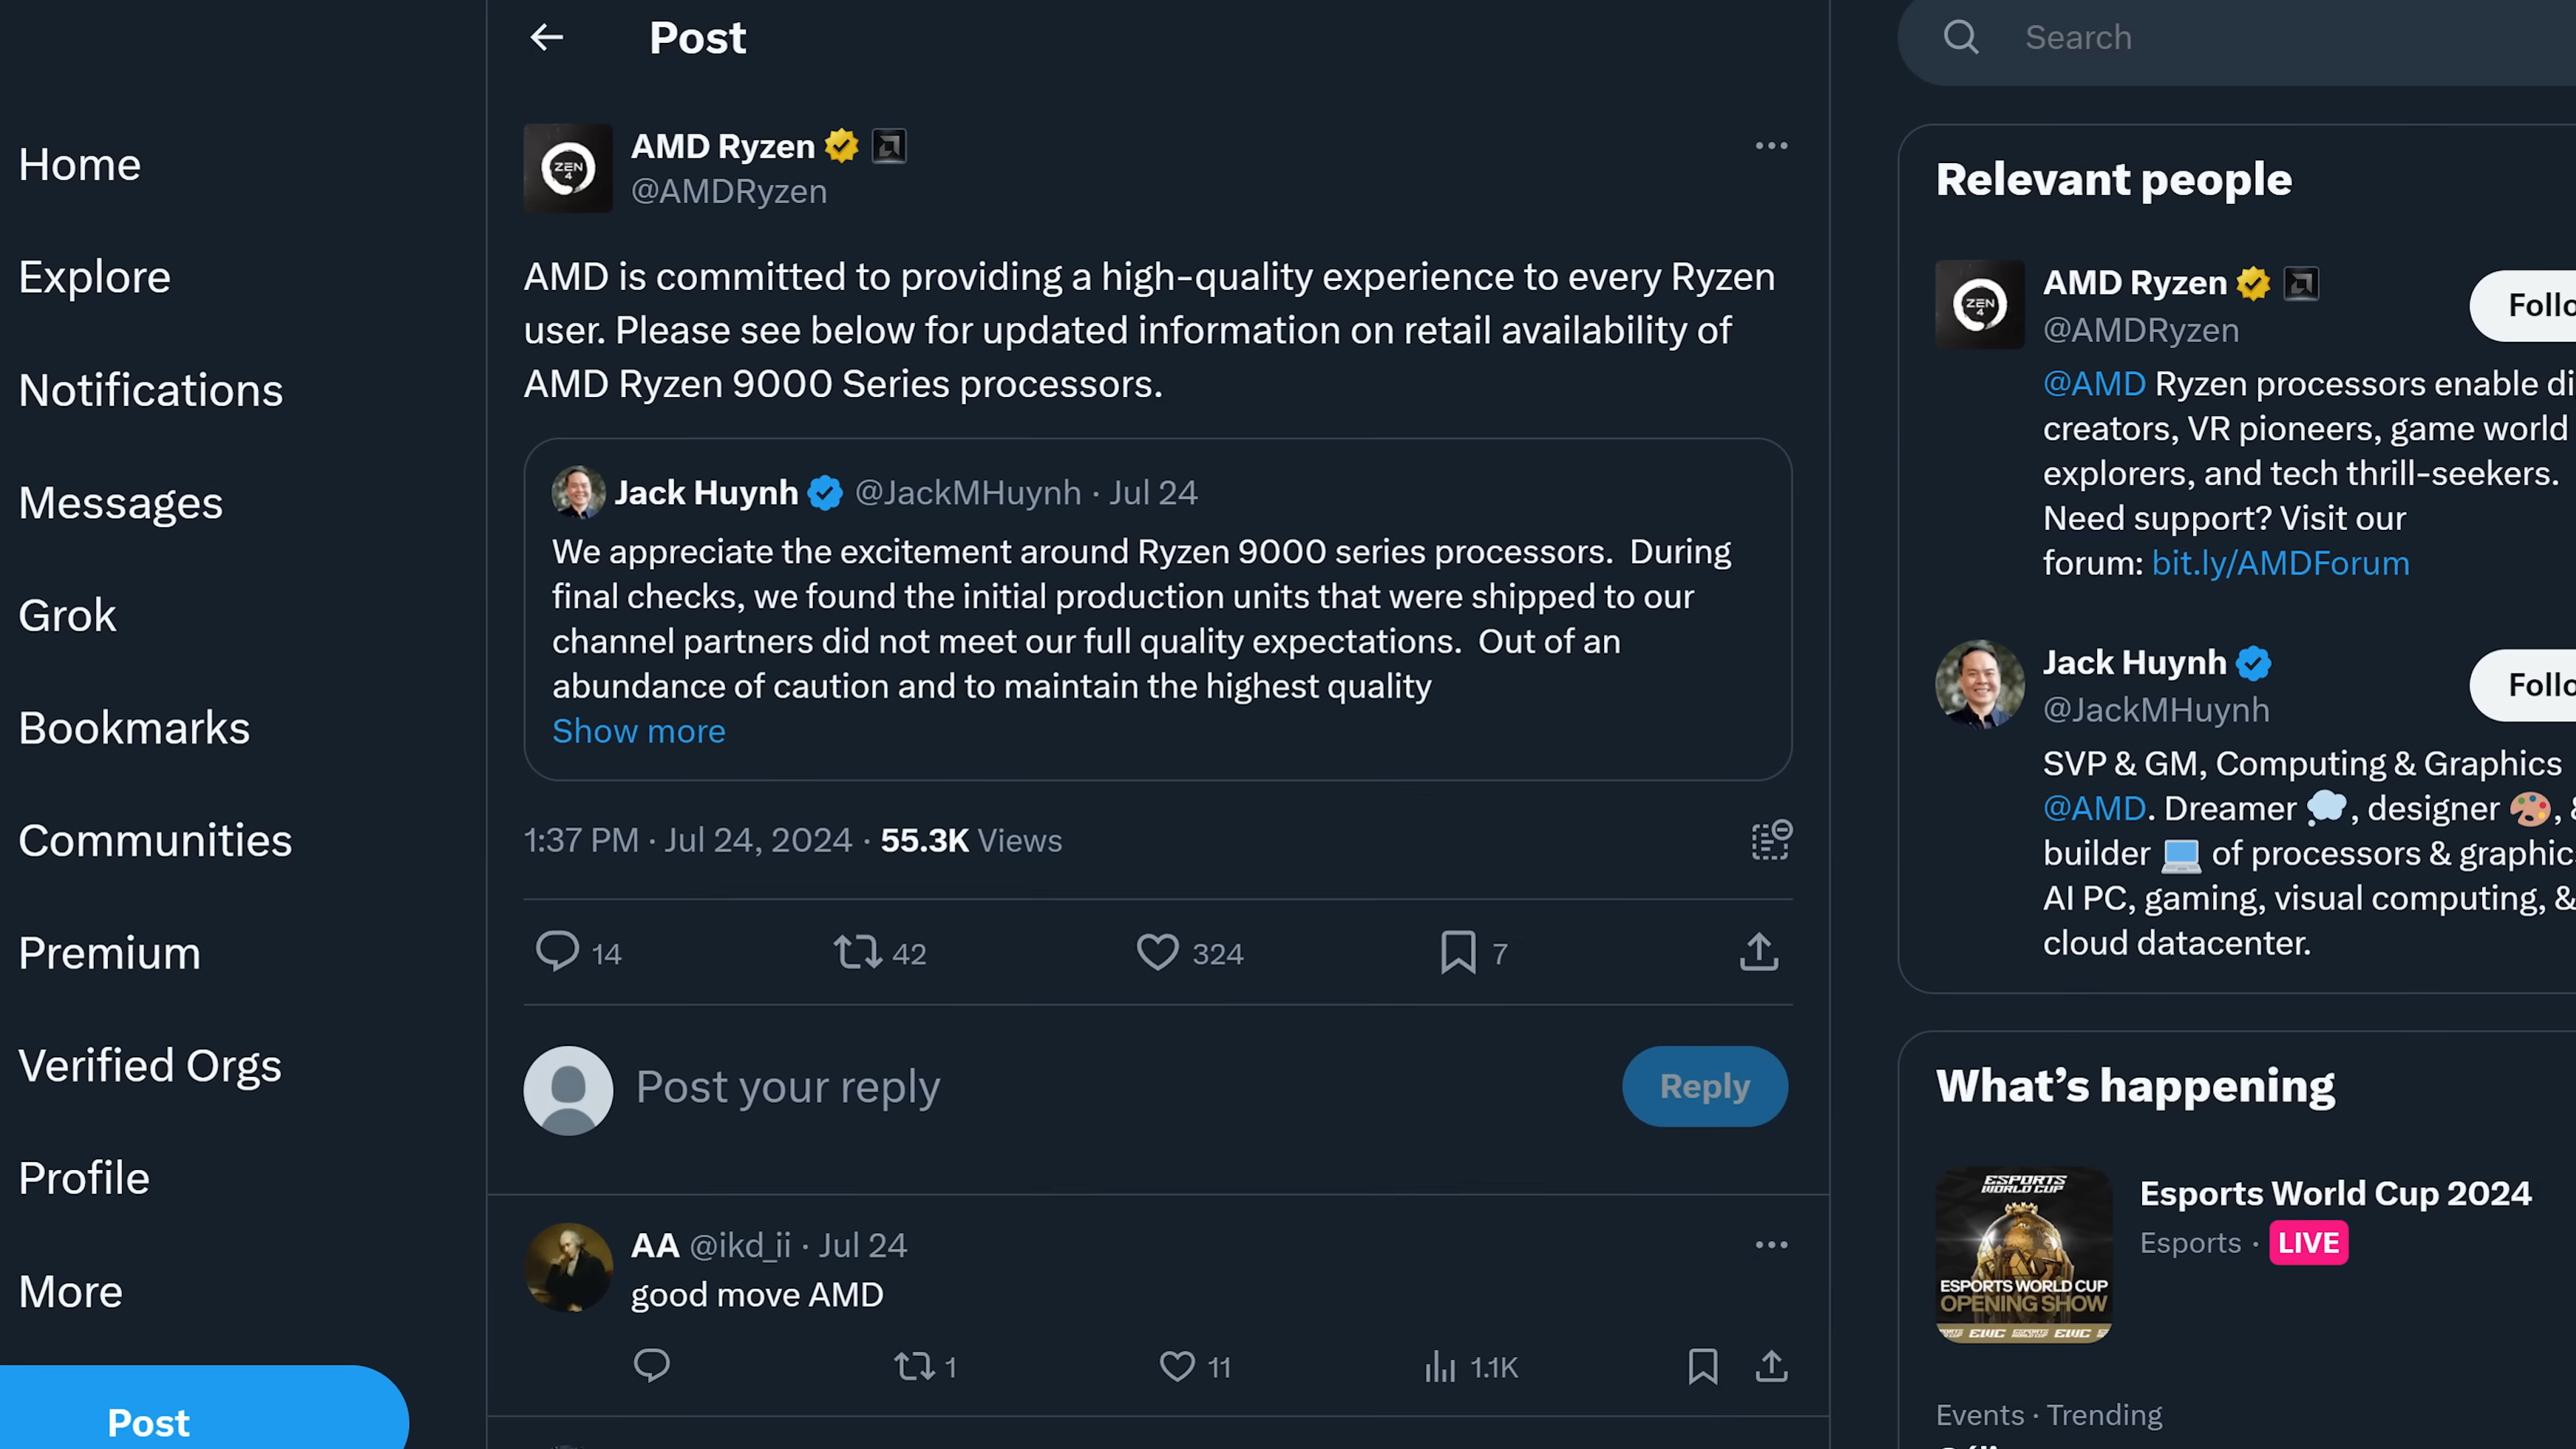 Home
Explore
Notifications
Messages
Grok
Bookmarks
Communities
Premium
Verified Orgs
Profile
More
Post
Post
AMD Ryzen
@AMDRyzen
AMD is committed to providing a high-quality experience to every Ryzen
user. Please see below for updated information on retail availability of
AMD Ryzen 9000 Series processors.
Jack Huynh @JackMHuynh · Jul 24
We appreciate the excitement around Ryzen 9000 series processors. During
final checks, we found the initial production units that were shipped to our
channel partners did not meet our full quality expectations. Out of an
abundance of caution and to maintain the highest quality
Show more
1:37 PM · Jul 24, 2024 · 55.3K Views
14 42 324 7
Post your reply
Reply
AA @ikd_ii · Jul 24
good move AMD
1 11 1.1K
Search
Relevant people
ZEN
4
AMD Ryzen
@AMDRyzen
Follo
@AMD Ryzen processors enable di
creators, VR pioneers, game world
explorers, and tech thrill-seekers.
Need support? Visit our
forum: bit.ly/AMDForum
Jack Huynh
@JackMHuynh
Follo
SVP & GM, Computing & Graphics
@AMD. Dreamer 💭, designer 🎨, &
builder 💻 of processors & graphic
AI PC, gaming, visual computing, &
cloud datacenter.
What's happening
ESPORTS
WORLD CUP
ESPORTS WORLD CUP
OPENING SHOW
Esports World Cup 2024
Esports · LIVE
Events · Trending